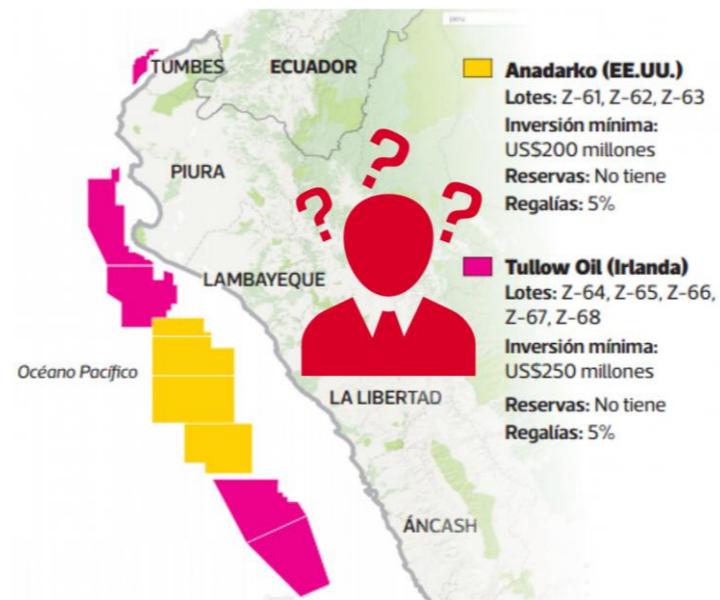 peru
TUMBES
ECUADOR
PIURA
LAMBAYEQUE
Océano Pacífico
LA LIBERTAD
ÁNCASH
? ? ?
Anadarko (EE.UU.)
Lotes: Z-61, Z-62, Z-63
Inversión mínima:
US$200 millones
Reservas: No tiene
Regalías: 5%
Tullow Oil (Irlanda)
Lotes: Z-64, Z-65, Z-66,
Z-67, Z-68
Inversión mínima:
US$250 millones
Reservas: No tiene
Regalías: 5%